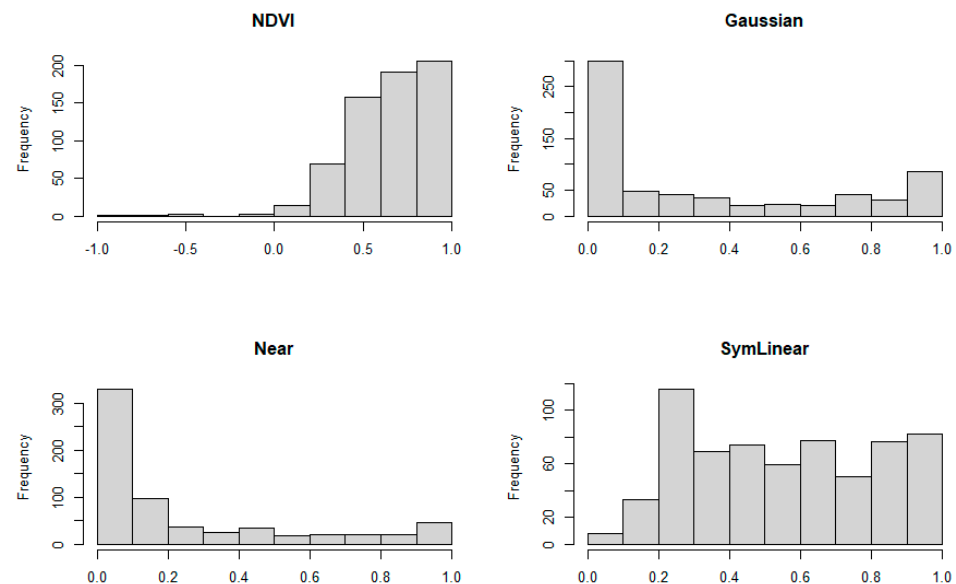 NDVI
Frequency
0 50 100 150 200
-1.0 -0.5 0.0 0.5 1.0
Gaussian
Frequency
0 50 150 250
0.0 0.2 0.4 0.6 0.8 1.0
Near
Frequency
0 100 200 300
0.0 0.2 0.4 0.6 0.8 1.0
SymLinear
Frequency
0 20 60 100
0.0 0.2 0.4 0.6 0.8 1.0